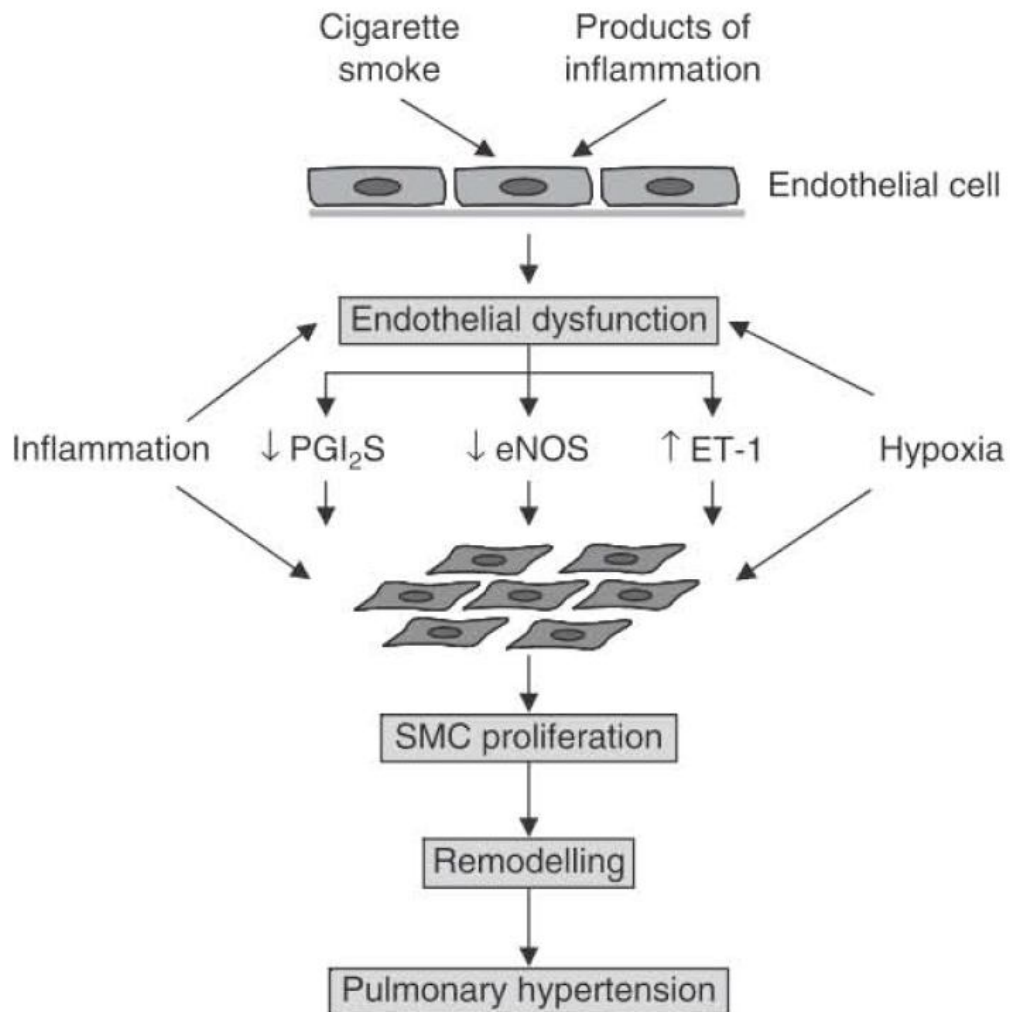 Cigarette
smoke
Products of
inflammation
Endothelial cell
Endothelial dysfunction
Inflammation
↓ PGI₂S
↓ eNOS
↑ ET-1
Hypoxia
SMC proliferation
Remodelling
Pulmonary hypertension